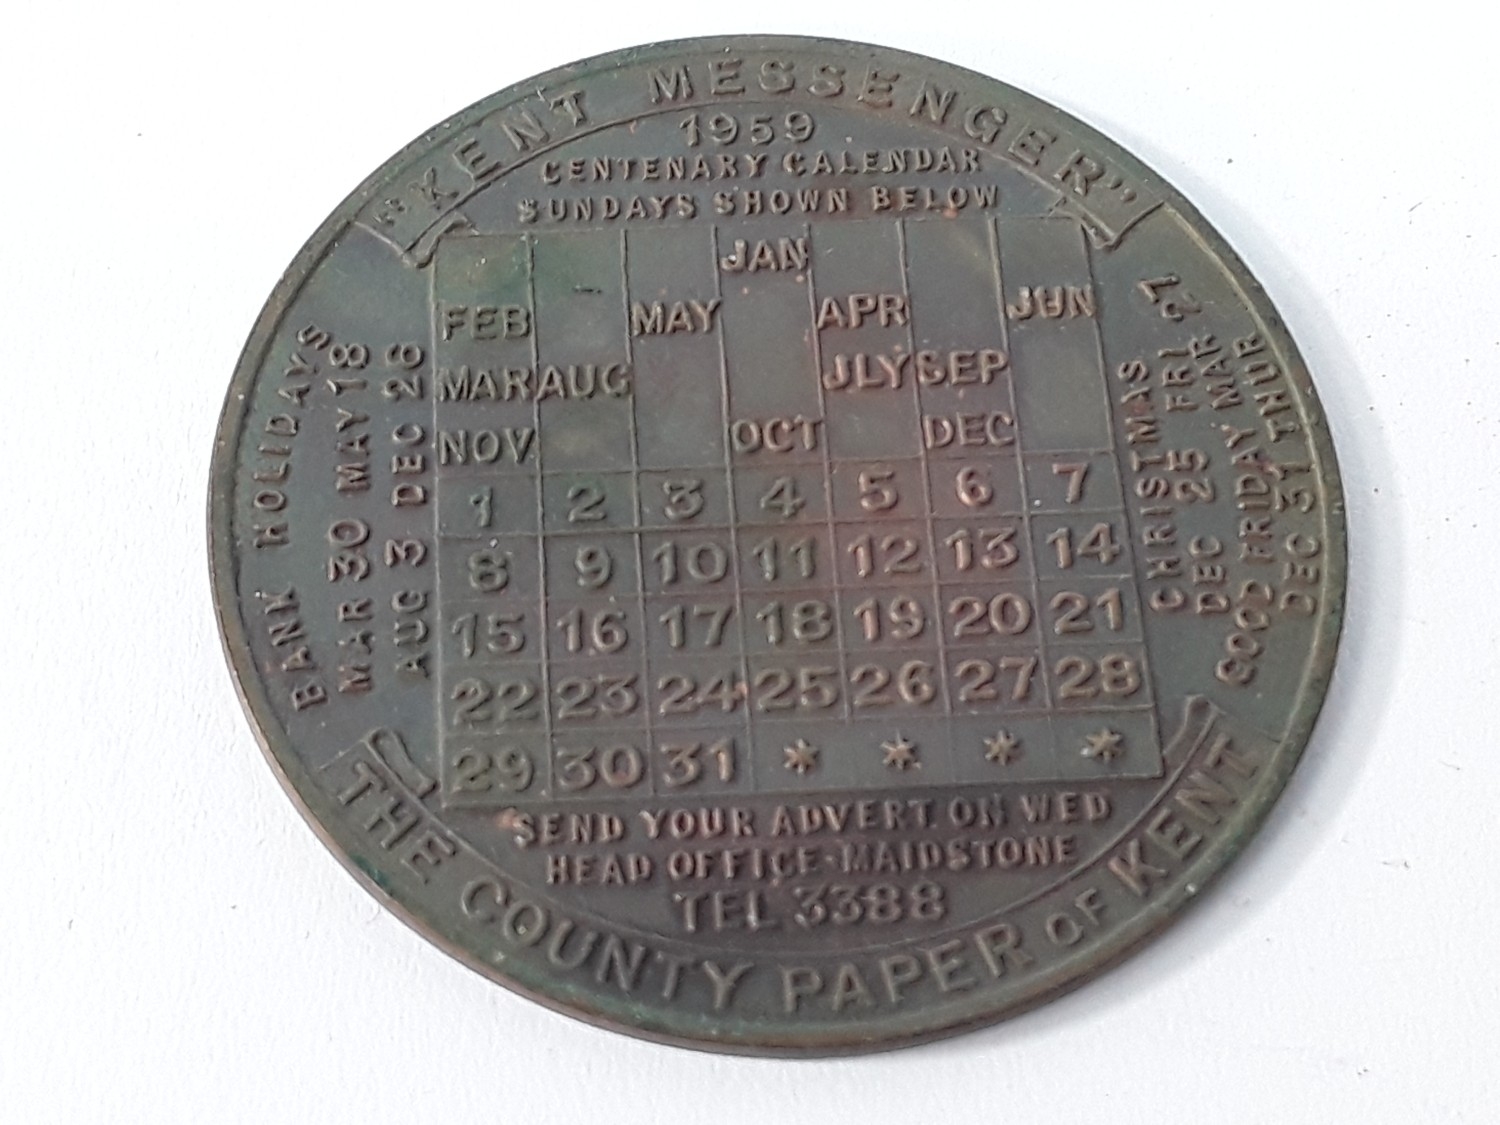 "KENT MESSENGER"
1959
CENTENARY CALENDAR
SUNDAYS SHOWN BELOW
JAN
FEB MAY APR JUN
MAR AUG JLY SEP
NOV OCT DEC
1 2 3 4 5 6 7
8 9 10 11 12 13 14
15 16 17 18 19 20 21
22 23 24 25 26 27 28
29 30 31 * * * *
SEND YOUR ADVERT. ON WED
HEAD OFFICE-MAIDSTONE
TEL 3388
THE COUNTY PAPER OF KENT
BANK HOLIDAYS
MAR 30 MAY 18
AUG 3 DEC 26
CHRISTMAS
DEC 25 FRI
GOOD FRIDAY MAR 27
DEC 31 THUR